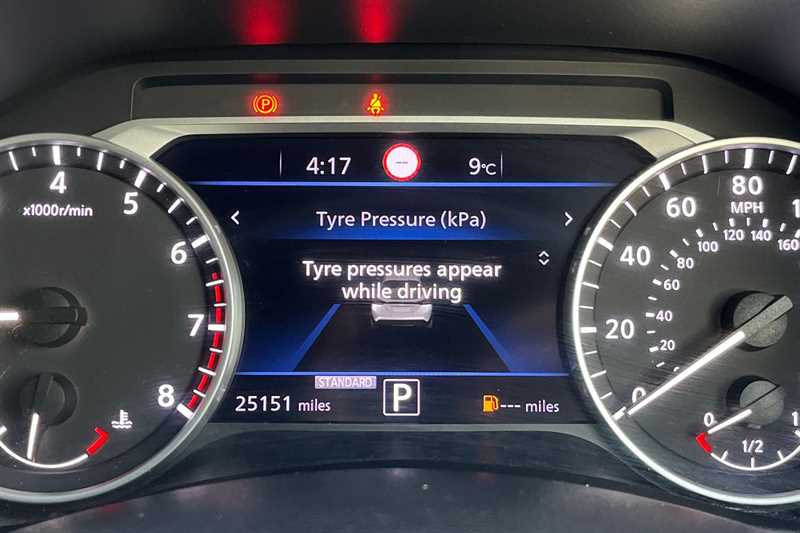 P
4:17
--
9°C
Tyre Pressure (kPa)
Tyre pressures appear
while driving
STANDARD
25151 miles
P
--- miles
4
5
6
7
8
x1000r/min
0
20
40
60
80
MPH
20
40
60
80
100
120
140
160
0
1/2
1